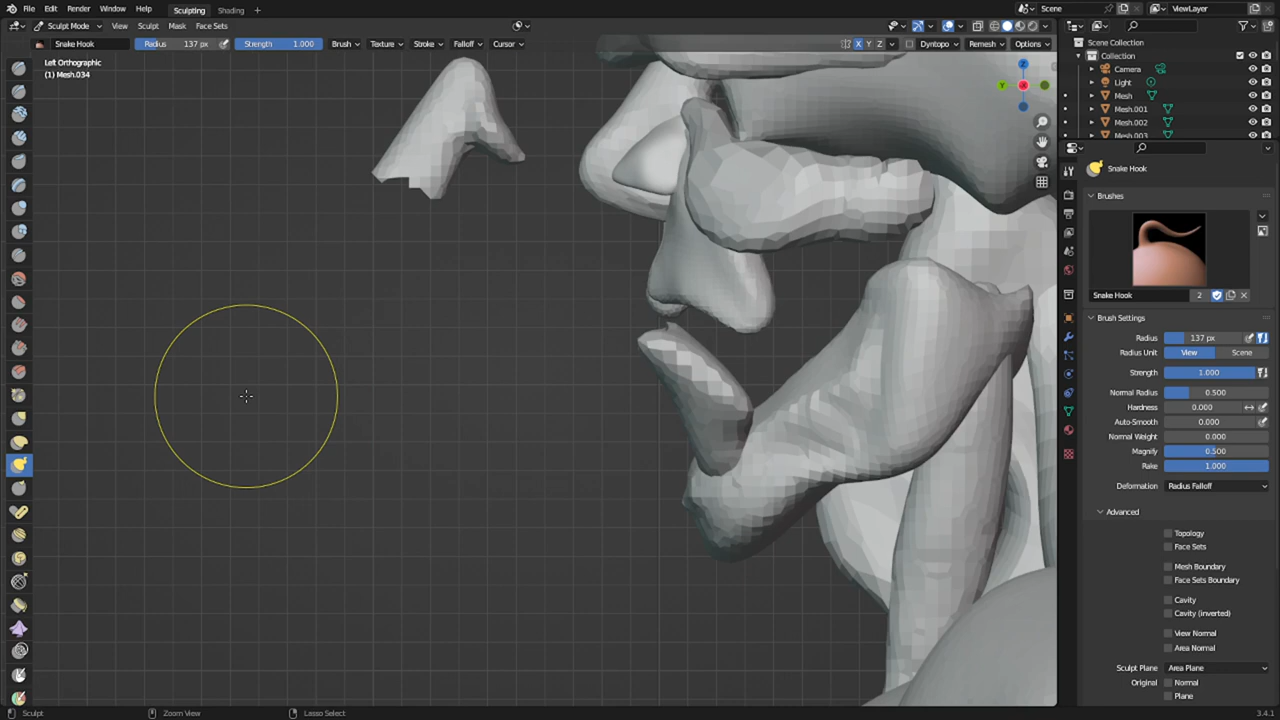 File Edit Render Window Help Sculpting Shading + Scene ViewLayer
Sculpt Mode View Sculpt Mask Face Sets
Snake Hook Radius 137 px Strength 1.000 Brush Texture Stroke Falloff Cursor X Y Z Dyntopo Remesh Options
Left Orthographic
(1) Mesh.034
Z
Y
X
Scene Collection
Collection
Camera
Light
Mesh
Mesh.001
Mesh.002
Mesh.003
Snake Hook
Brushes
Snake Hook 2
Brush Settings
Radius 137 px
Radius Unit View Scene
Strength 1.000
Normal Radius 0.500
Hardness 0.000
Auto-Smooth 0.000
Normal Weight 0.000
Magnify 0.500
Rake 1.000
Deformation Radius Falloff
Advanced
Topology
Face Sets
Mesh Boundary
Face Sets Boundary
Cavity
Cavity (inverted)
View Normal
Area Normal
Sculpt Plane Area Plane
Original Normal
Plane
Sculpt Zoom View Lasso Select 3.4.1